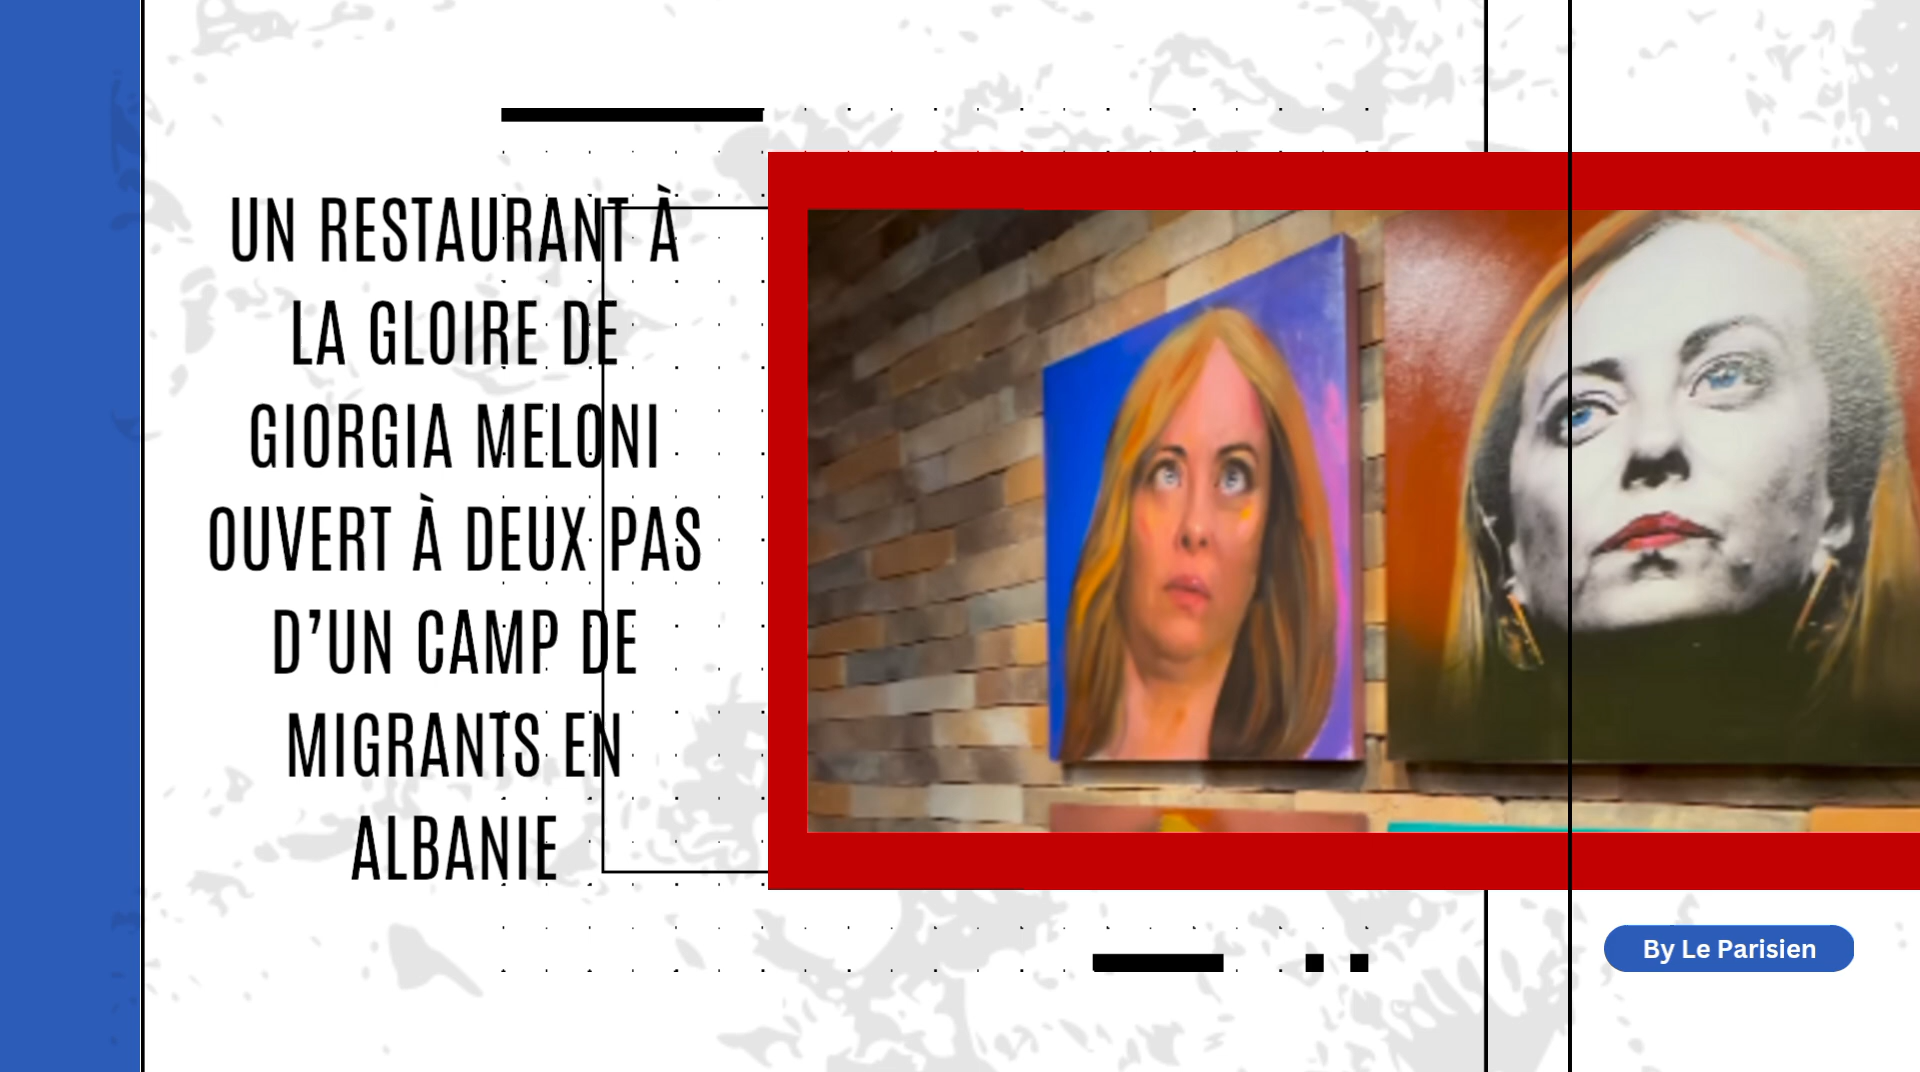 UN RESTAURANT À
LA GLOIRE DE
GIORGIA MELONI
OUVERT À DEUX PAS
D’UN CAMP DE
MIGRANTS EN
ALBANIE
By Le Parisien